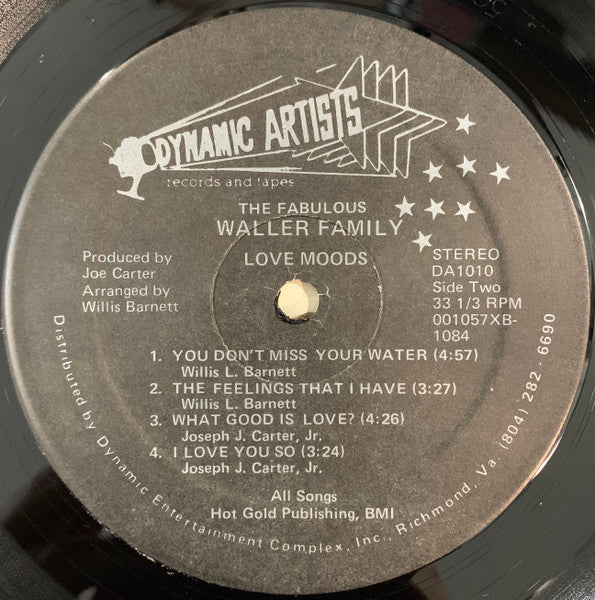 DYNAMIC ARTISTS
records and tapes
THE FABULOUS
WALLER FAMILY
LOVE MOODS
Produced by
Joe Carter
Arranged by
Willis Barnett
STEREO
DA1010
Side Two
33 1/3 RPM
001057XB-
1084
1. YOU DON'T MISS YOUR WATER (4:57)
Willis L. Barnett
2. THE FEELINGS THAT I HAVE (3:27)
Willis L. Barnett
3. WHAT GOOD IS LOVE? (4:26)
Joseph J. Carter, Jr.
4. I LOVE YOU SO (3:24)
Joseph J. Carter, Jr.
All Songs
Hot Gold Publishing, BMI
Distributed by Dynamic Entertainment Complex, Inc., Richmond, Va. (804) 282 - 6690